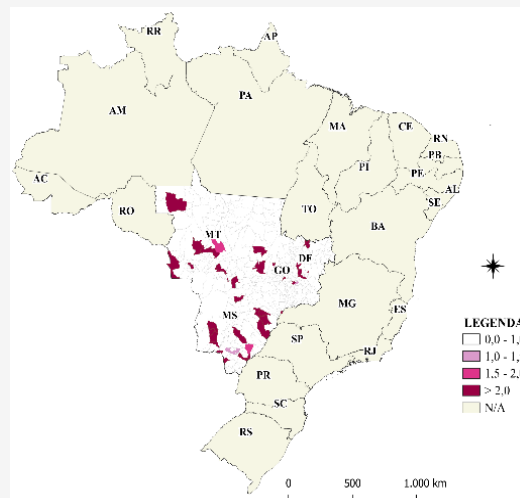 RR
AP
AM
PA
MA
CE
RN
PB
PI
PE
AC
AL
SE
RO
TO
BA
MT
DF
GO
MG
MS
ES
LEGENDA
0,0 - 1,0
SP
RJ
1,0 - 1,
1,5 - 2,0
PR
> 2,0
SC
N/A
RS
0 500 1.000 km